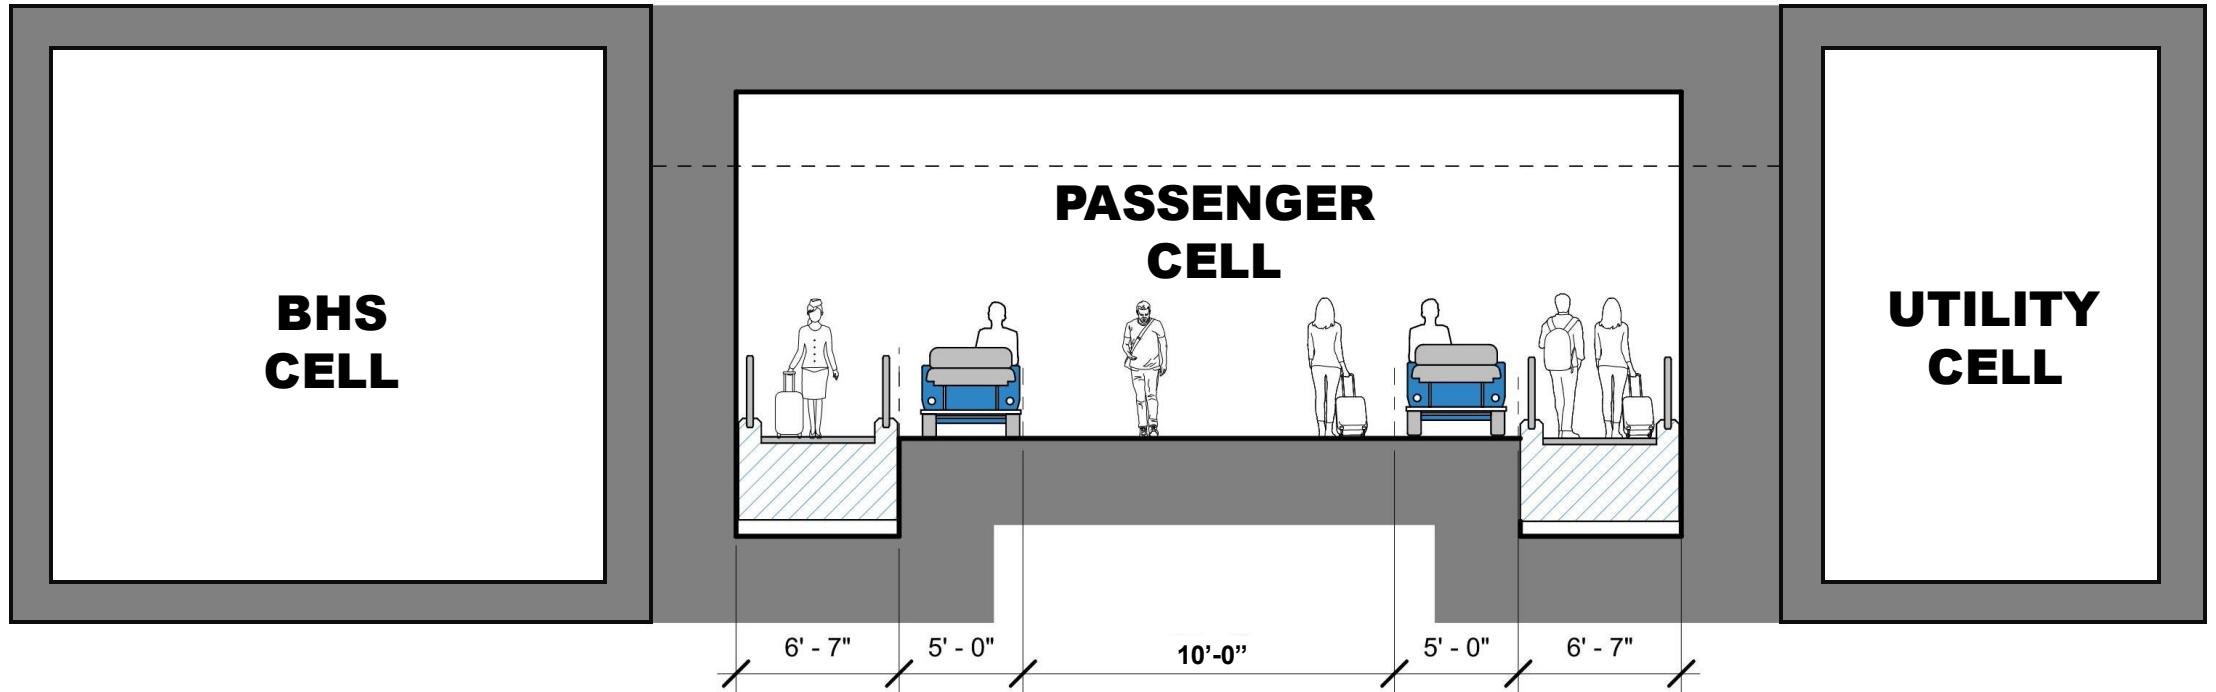 BHS
CELL
PASSENGER
CELL
UTILITY
CELL
6' - 7"
5' - 0"
10’-0”
5' - 0"
6' - 7"